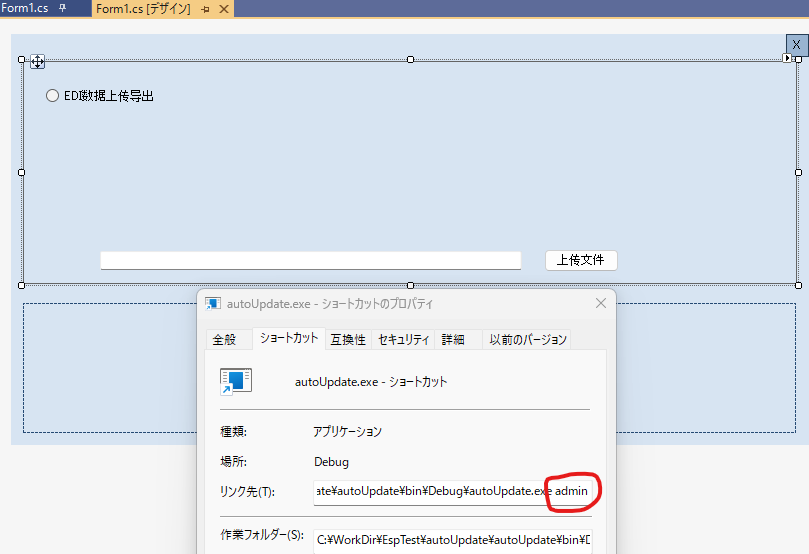 Form1.cs
Form1.cs [デザイン]
X
EDI数据上传导出
上传文件
autoUpdate.exe - ショートカットのプロパティ
全般 ショートカット 互換性 セキュリティ 詳細 以前のバージョン
autoUpdate.exe - ショートカット
種類: アプリケーション
場所: Debug
リンク先(T): ate¥autoUpdate¥bin¥Debug¥autoUpdate.exe admin
作業フォルダー(S): C:¥WorkDir¥EspTest¥autoUpdate¥autoUpdate¥bin¥D